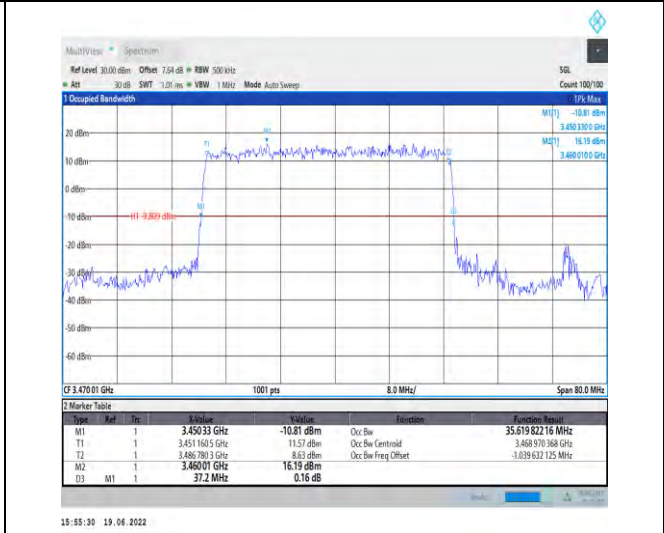 MultiView Spectrum
Ref Level 30.00 dBm Offset 7.64 dB RBW 500 kHz SGL
Att 30 dB SWT 1.01 ms VBW 1 MHz Mode Auto Sweep Count 100/100
1 Occupied Bandwidth 1Pk Max
M1[1] -10.81 dBm
3.450 330 0 GHz
M2[1] 16.19 dBm
3.460 010 0 GHz
20 dBm
M2
T1
10 dBm
0 dBm
M1
-10 dBm H1 -9.809 dBm
-20 dBm
-30 dBm
-40 dBm
-50 dBm
-60 dBm
CF 3.470 01 GHz 1001 pts 8.0 MHz/ Span 80.0 MHz
2 Marker Table
Type Ref Trc X-Value Y-Value Function Function Result
M1 1 3.450 33 GHz -10.81 dBm Occ Bw 35.619 822 16 MHz
T1 1 3.451 160 5 GHz 11.57 dBm Occ Bw Centroid 3.468 970 368 GHz
T2 1 3.486 780 3 GHz 8.63 dBm Occ Bw Freq Offset -1.039 632 125 MHz
M2 1 3.460 01 GHz 16.19 dBm
D3 M1 1 37.2 MHz 0.16 dB
15:55:30 19.06.2022